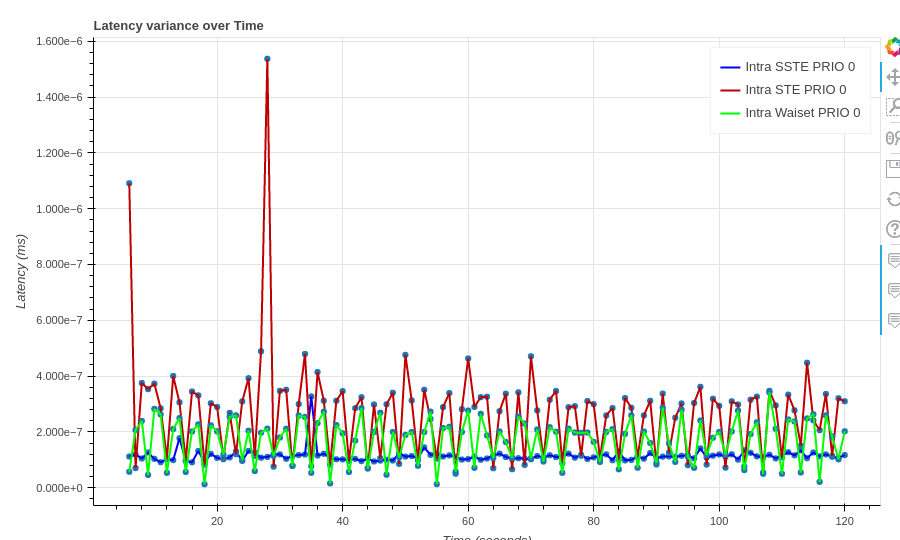 Latency variance over Time
1.600e−6
1.400e−6
1.200e−6
1.000e−6
8.000e−7
6.000e−7
4.000e−7
2.000e−7
0.000e+0
Latency (ms)
Intra SSTE PRIO 0
Intra STE PRIO 0
Intra Waiset PRIO 0
20
40
60
80
100
120
Time (seconds)